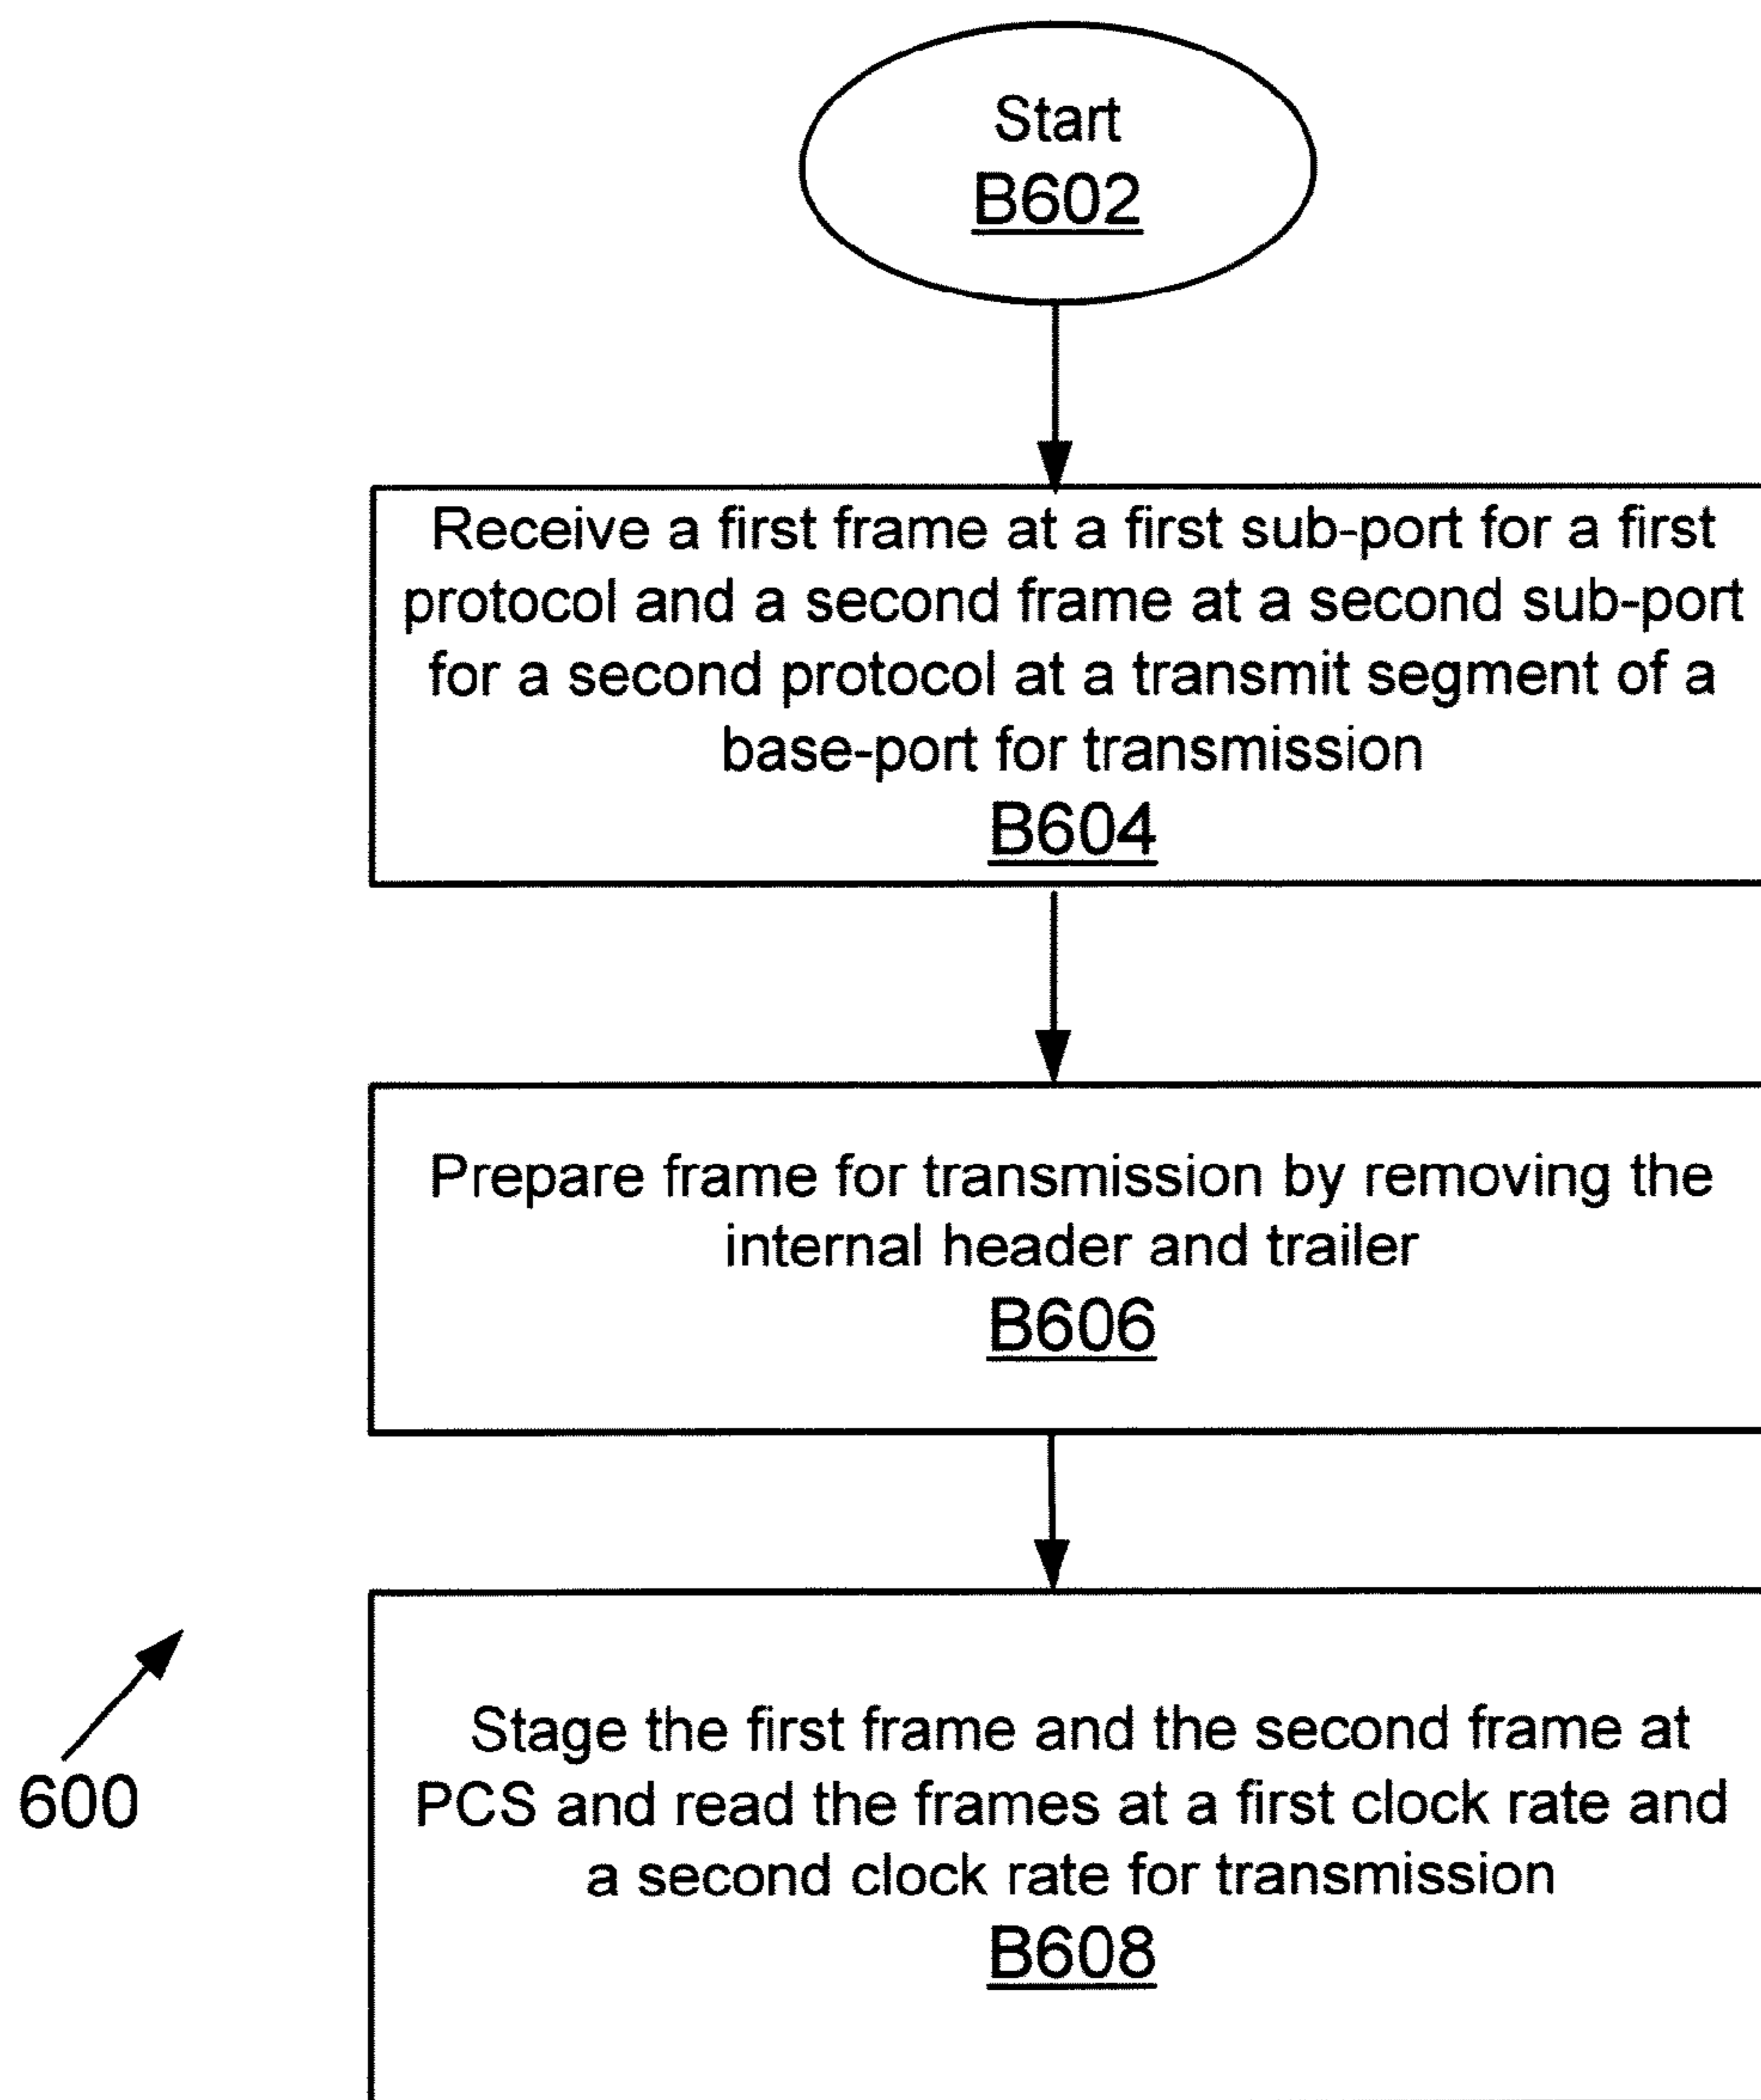 Start
B602
Receive a first frame at a first sub-port for a first
protocol and a second frame at a second sub-port
for a second protocol at a transmit segment of a
base-port for transmission
B604
Prepare frame for transmission by removing the
internal header and trailer
B606
Stage the first frame and the second frame at
PCS and read the frames at a first clock rate and
a second clock rate for transmission
B608
600